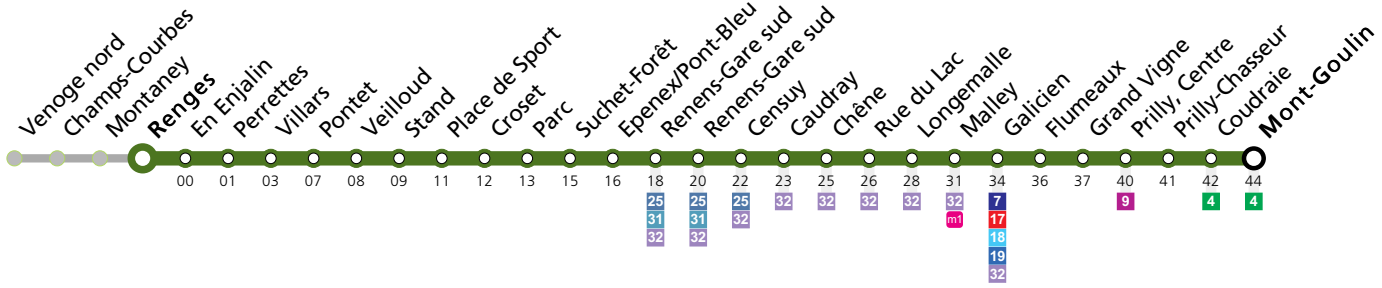 Venoge nord
Champs-Courbes
Montaney
Renges
En Enjalin
Perrettes
Villars
Pontet
Veilloud
Stand
Place de Sport
Croset
Parc
Suchet-Forêt
Epenex/Pont-Bleu
Renens-Gare sud
Renens-Gare sud
Censuy
Caudray
Chêne
Rue du Lac
Longemalle
Malley
Galicien
Flumeaux
Grand Vigne
Prilly, Centre
Prilly-Chasseur
Coudraie
Mont-Goulin
00 01 03 07 08 09 11 12 13 15 16 18 20 22 23 25 26 28 31 34 36 37 40 41 42 44
25 25 25 32 32 32 32 32 7 9 4 4
31 31 32 m1 17
32 32 18
19
32